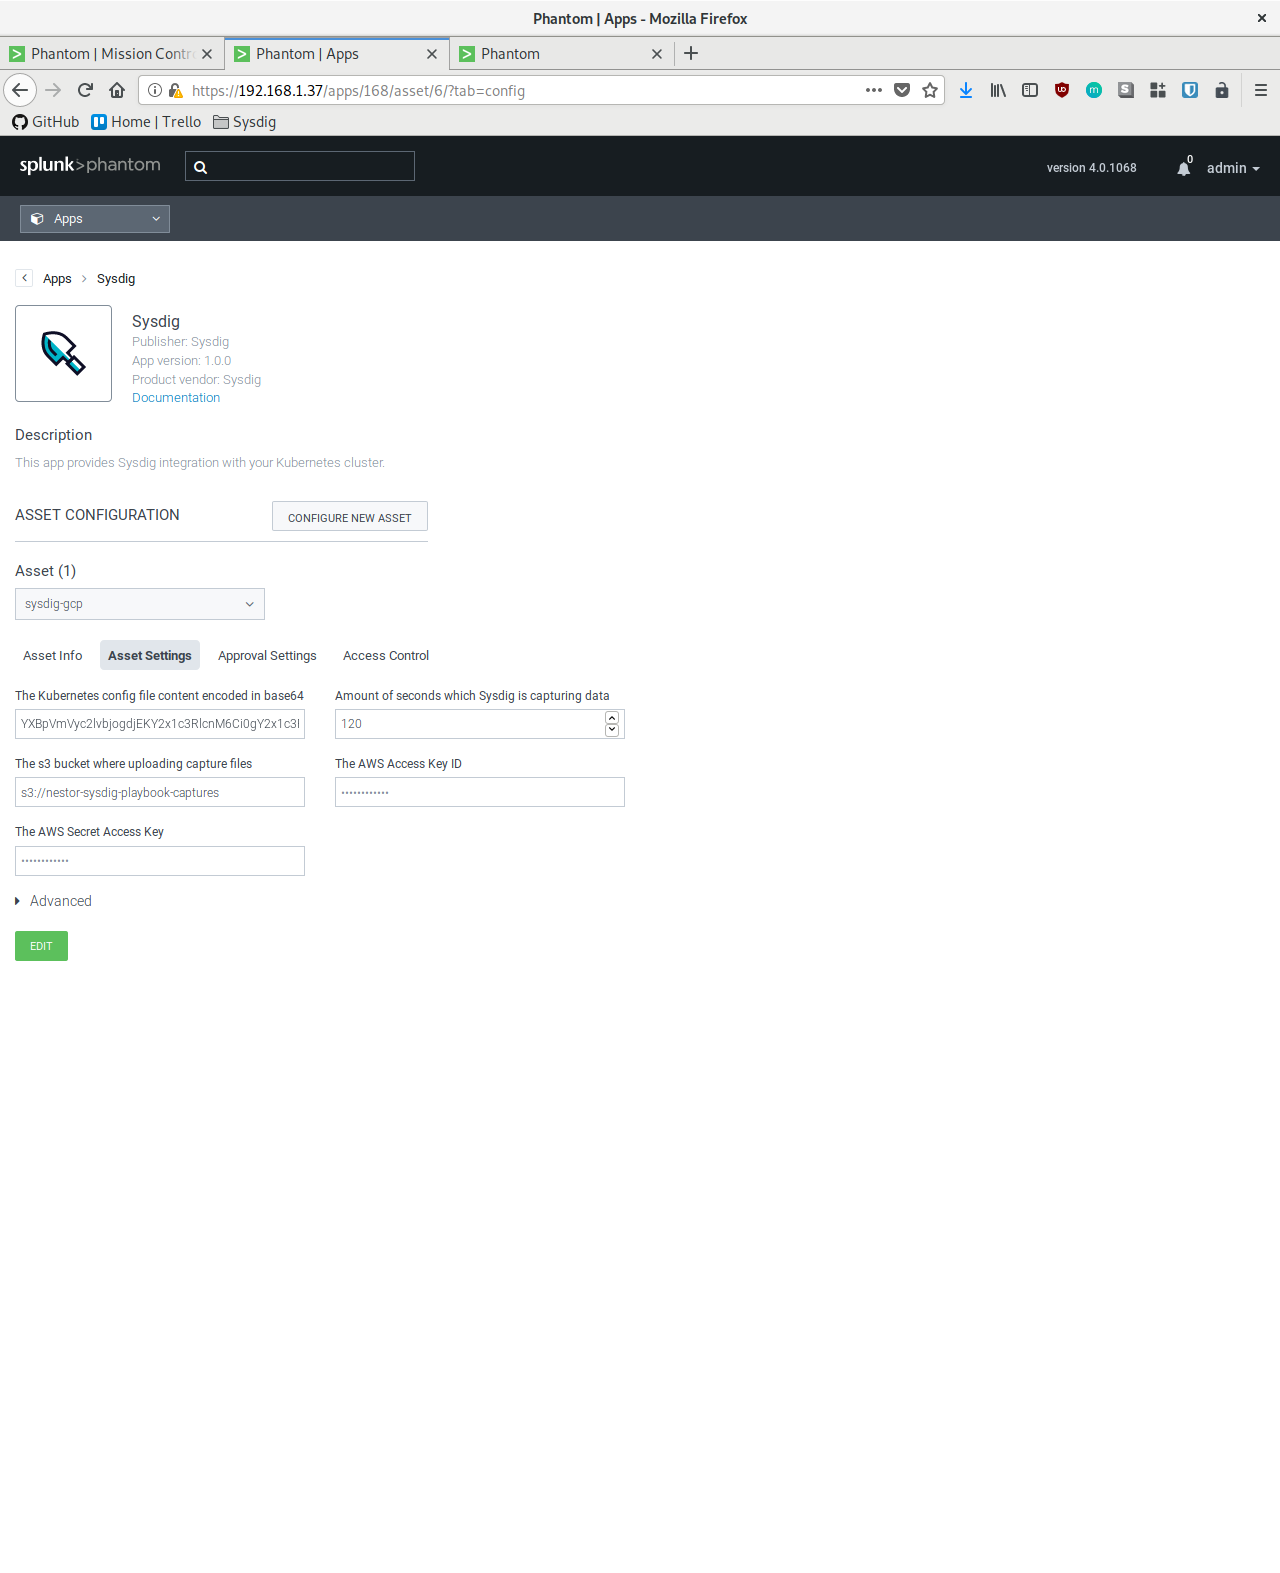 Phantom | Apps - Mozilla Firefox
Phantom | Mission Contr
Phantom | Apps
Phantom
https://192.168.1.37/apps/168/asset/6/?tab=config
GitHub
Home | Trello
Sysdig
splunk>phantom
version 4.0.1068
0
admin
Apps
Apps
Sysdig
Sysdig
Publisher: Sysdig
App version: 1.0.0
Product vendor: Sysdig
Documentation
Description
This app provides Sysdig integration with your Kubernetes cluster.
ASSET CONFIGURATION
CONFIGURE NEW ASSET
Asset (1)
sysdig-gcp
Asset Info
Asset Settings
Approval Settings
Access Control
The Kubernetes config file content encoded in base64
Amount of seconds which Sysdig is capturing data
120
The s3 bucket where uploading capture files
The AWS Access Key ID
s3://nestor-sysdig-playbook-captures
••••••••••••
The AWS Secret Access Key
••••••••••••
Advanced
EDIT